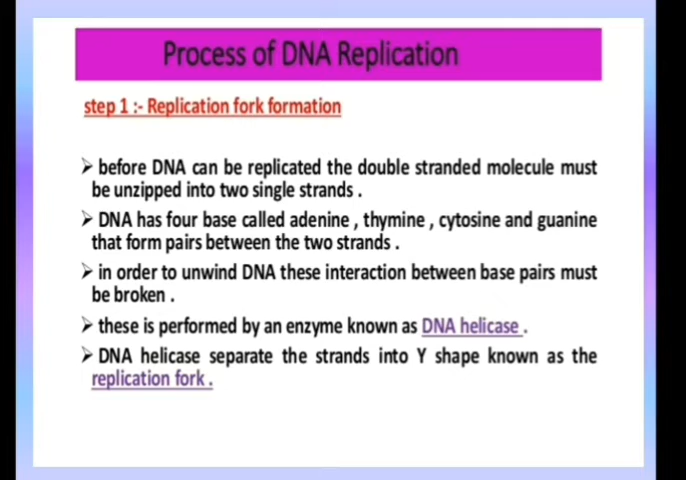 Process of DNA Replication
step 1 :- Replication fork formation
➢ before DNA can be replicated the double stranded molecule must
be unzipped into two single strands .
➢ DNA has four base called adenine , thymine , cytosine and guanine
that form pairs between the two strands .
➢ in order to unwind DNA these interaction between base pairs must
be broken .
➢ these is performed by an enzyme known as DNA helicase .
➢ DNA helicase separate the strands into Y shape known as the
replication fork .